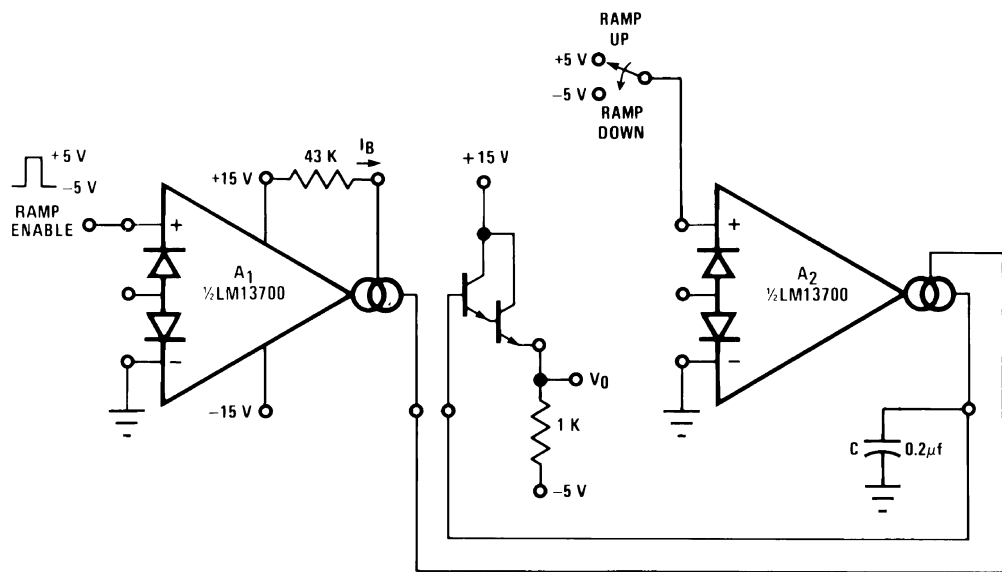 RAMP
UP
+5 V
−5 V
RAMP
DOWN
+5 V
−5 V
RAMP
ENABLE
+15 V
43 K
I_B
+15 V
+
A1
½LM13700
−
−15 V
V0
1 K
−5 V
+
A2
½LM13700
−
C
0.2µf